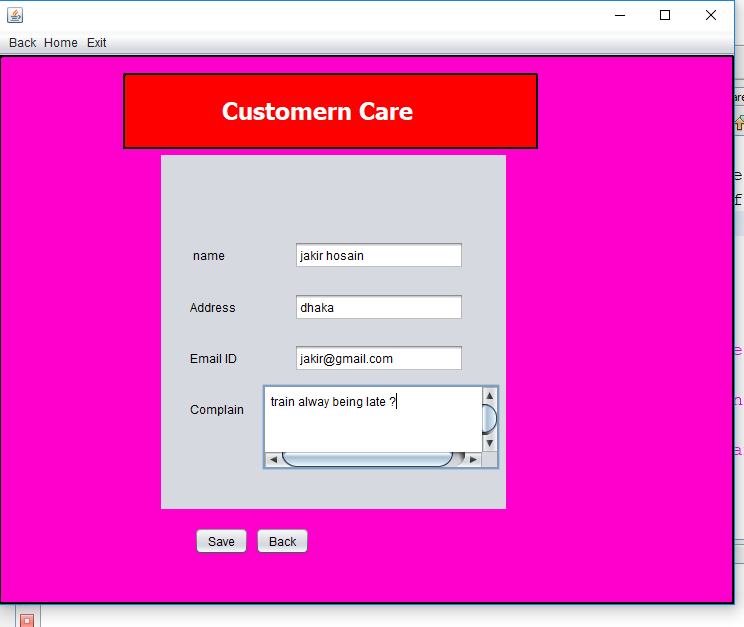 Back Home Exit
Customern Care
name jakir hosain
Address dhaka
Email ID jakir@gmail.com
Complain train alway being late ?
Save Back